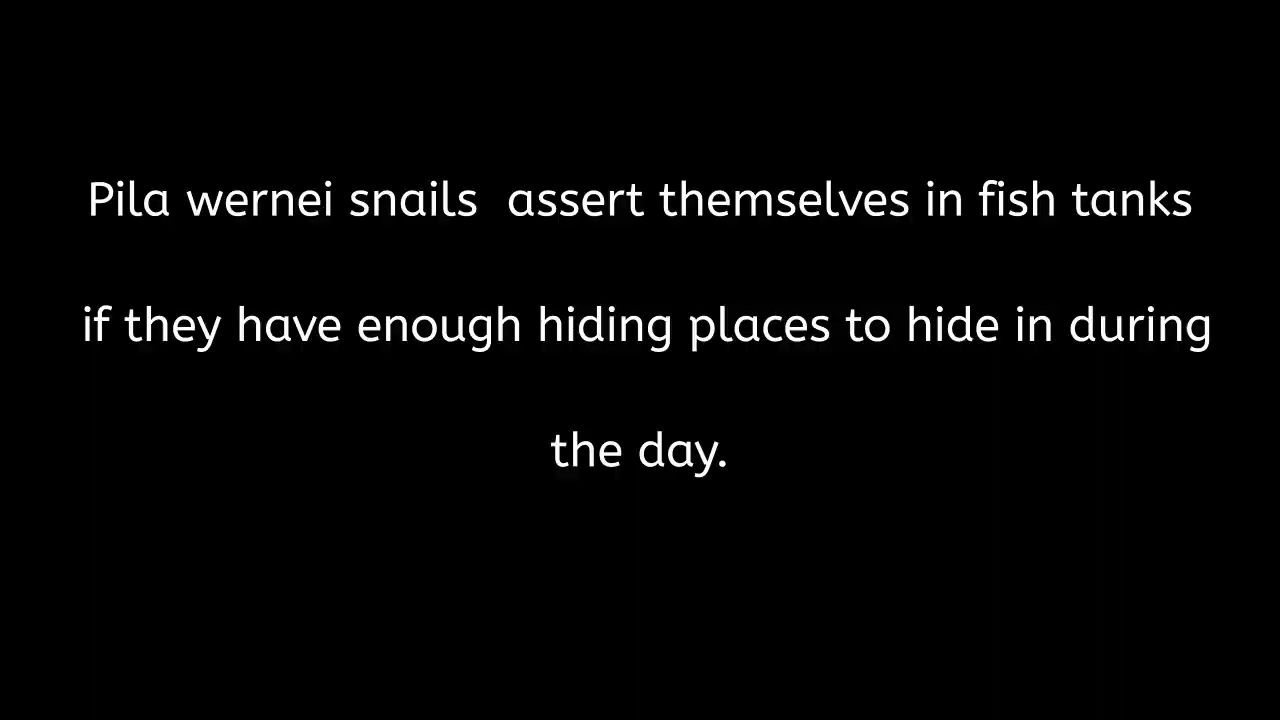 Pila wernei snails  assert themselves in fish tanks
if they have enough hiding places to hide in during
the day.